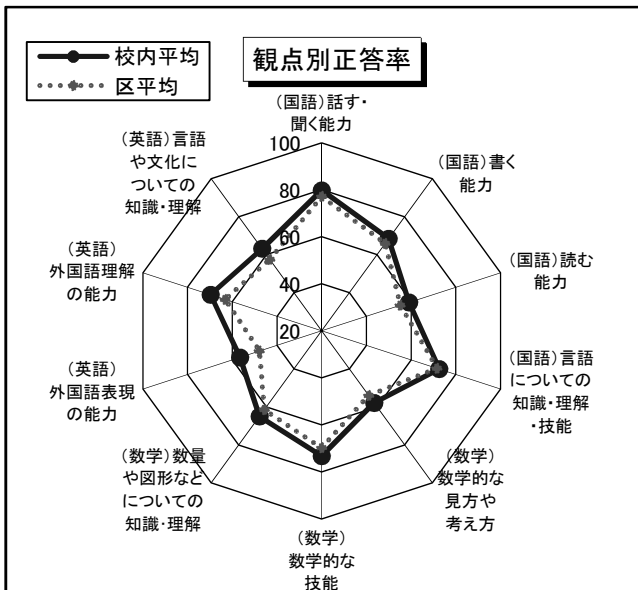 校内平均
区平均
観点別正答率
(国語)話す・
聞く能力
(国語)書く
能力
(国語)読む
能力
(国語)言語
についての
知識・理解
・技能
(数学)
数学的な
見方や
考え方
(数学)
数学的な
技能
(数学)数量
や図形など
についての
知識・理解
(英語)
外国語表現
の能力
(英語)
外国語理解
の能力
(英語)言語
や文化に
ついての
知識・理解
100
80
60
40
20